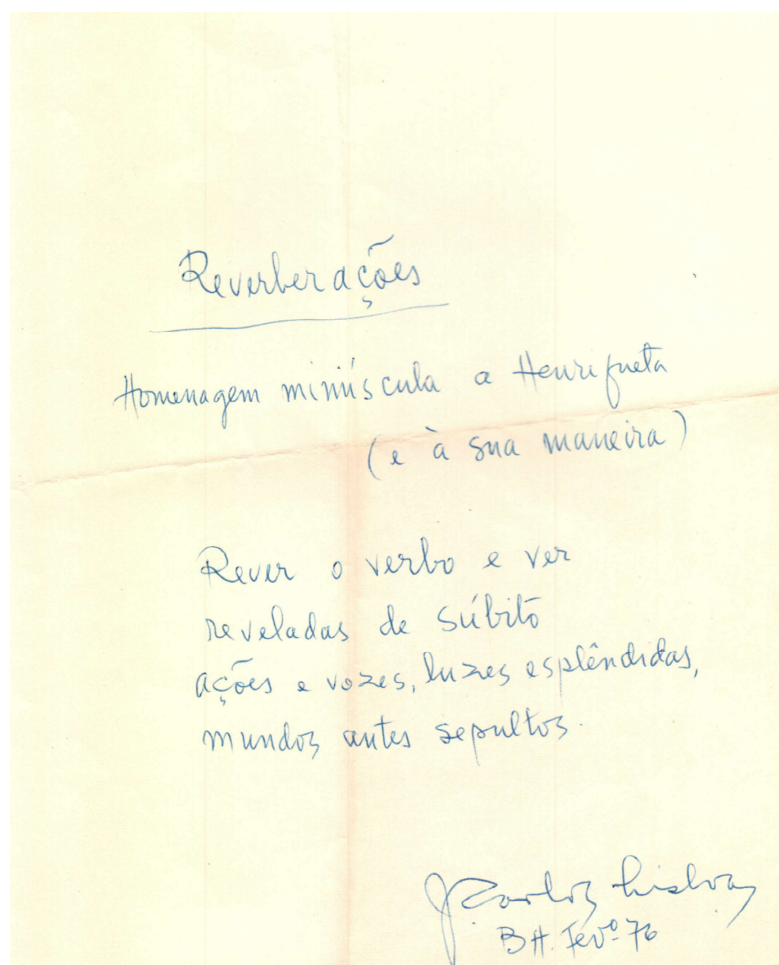 Reverberações
Homenagem minúscula a Henriqueta
(e à sua maneira)
Rever o verbo e ver
reveladas de súbito
ações e vozes, luzes esplêndidas,
mundos antes sepultos.
J Carlos Lisboa
BH. Fevº 76